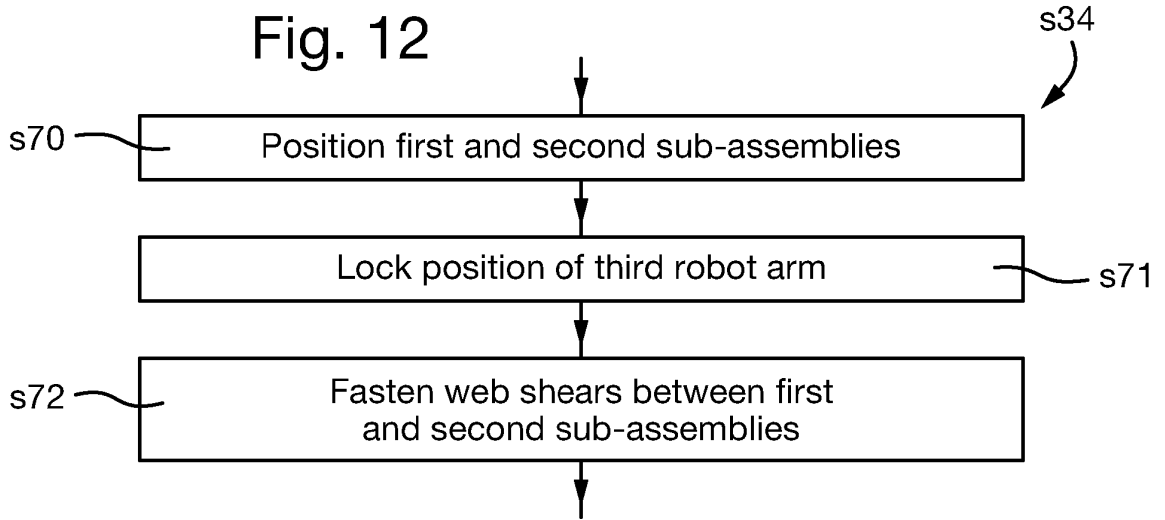 Fig. 12
s34
s70
Position first and second sub-assemblies
Lock position of third robot arm
s71
s72
Fasten web shears between first
and second sub-assemblies